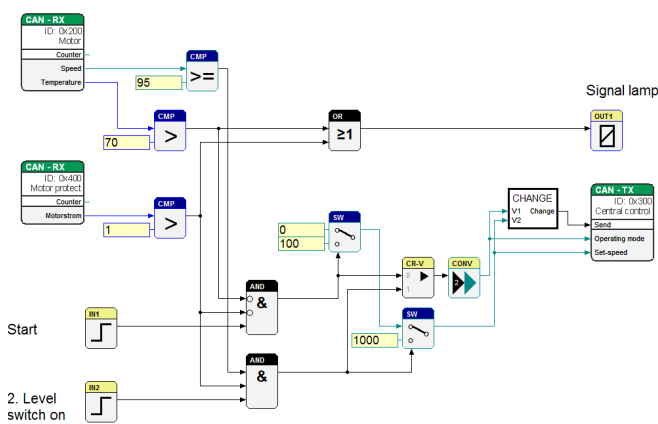 CAN - RX
ID: 0x200
Motor
Counter
Speed
Temperature
CMP
>=
95
Signal lamp
CMP
>
70
OR
≥1
OUT1
CAN - RX
ID: 0x400
Motor protect
Counter
Motorstrom
CMP
>
1
SW
0
100
CHANGE
V1 Change
V2
CAN - TX
ID: 0x300
Central control
Send
Operating mode
Set-speed
CR-V
0
1
CONV
2
AND
&
IN1
Start
SW
1000
AND
&
IN2
2. Level
switch on